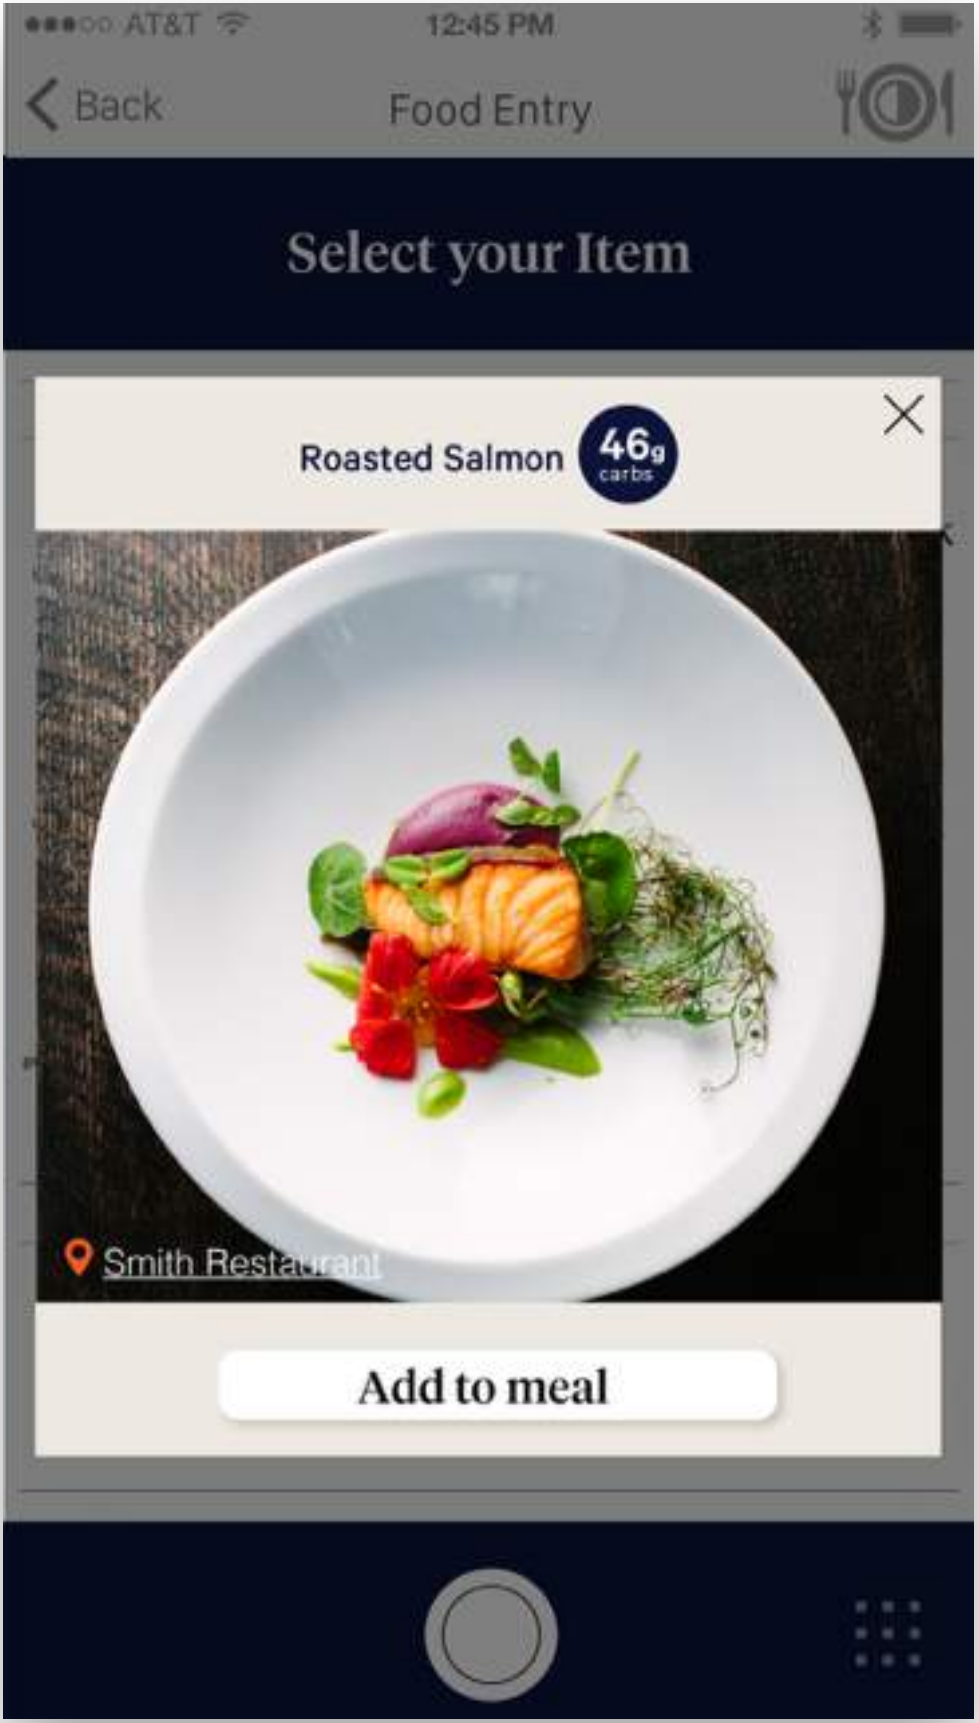 AT&T 12:45 PM
Back Food Entry
Select your Item
Roasted Salmon 46g
carbs
Smith Restaurant
Add to meal